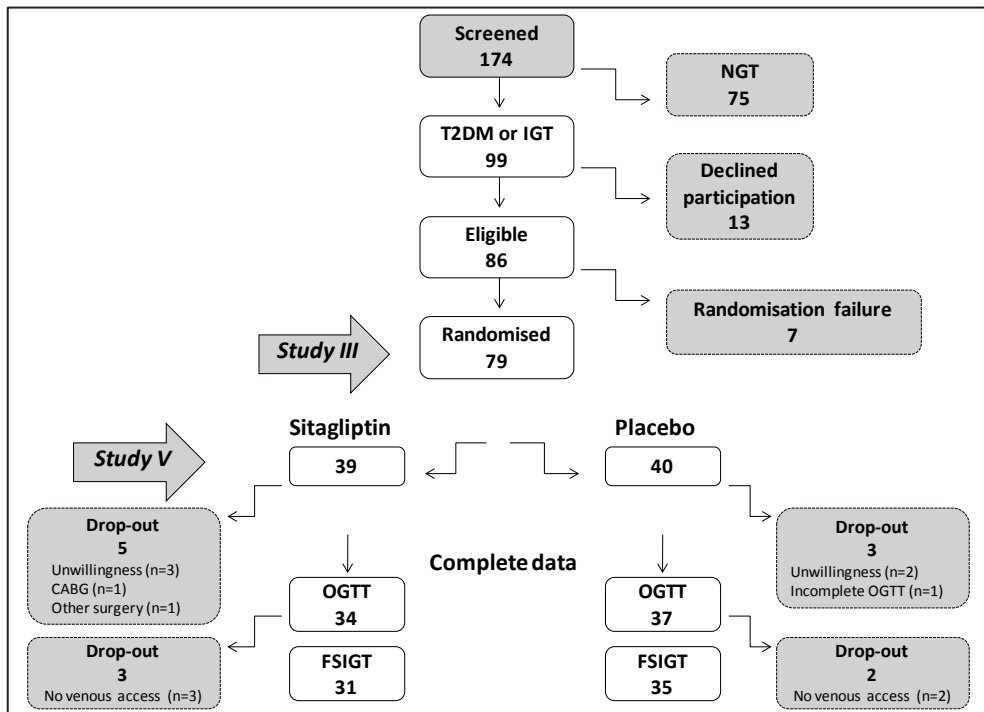 Screened
174
NGT
75
T2DM or IGT
99
Declined
participation
13
Eligible
86
Randomisation failure
7
Study III
Randomised
79
Sitagliptin
Placebo
Study V
39
40
Drop-out
5
Unwillingness (n=3)
CABG (n=1)
Other surgery (n=1)
Drop-out
3
Unwillingness (n=2)
Incomplete OGTT (n=1)
Complete data
OGTT
34
OGTT
37
Drop-out
3
No venous access (n=3)
FSIGT
31
FSIGT
35
Drop-out
2
No venous access (n=2)